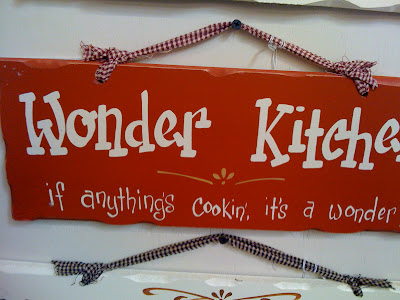 Wonder Kitche
if anything's cookin', it's a wonder.